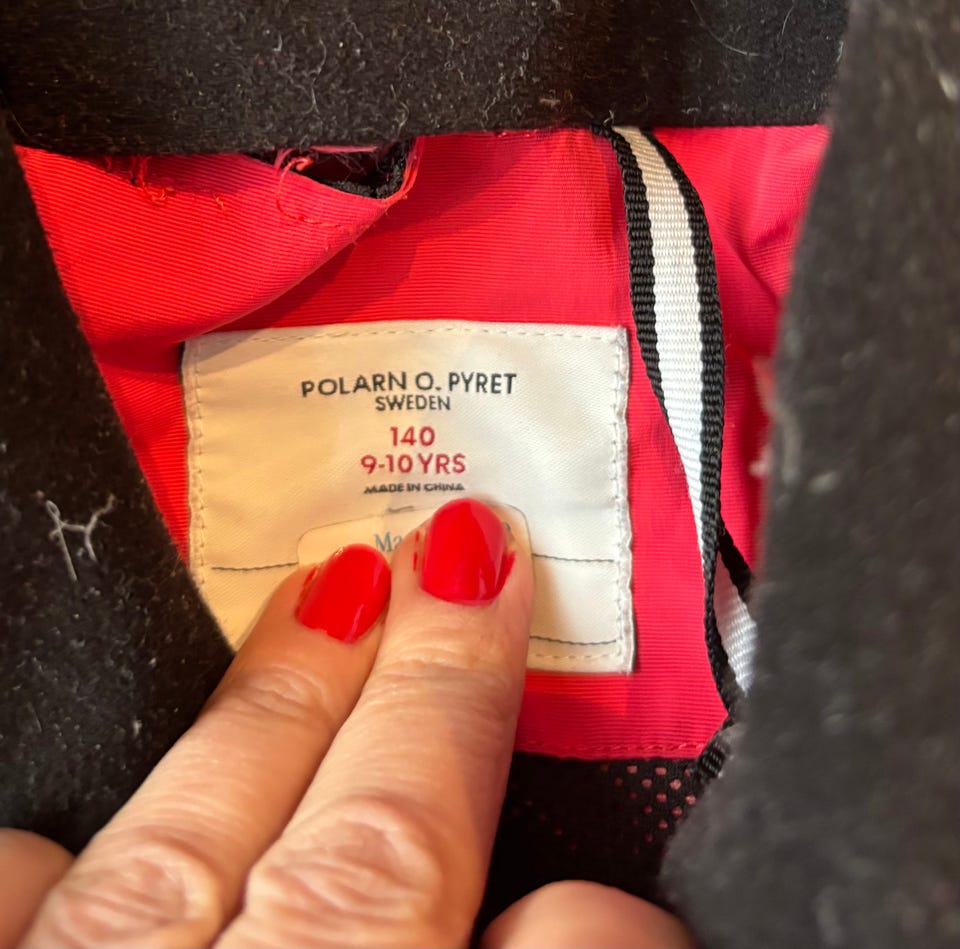 POLARN O. PYRET
SWEDEN
140
9-10 YRS
MADE IN CHINA